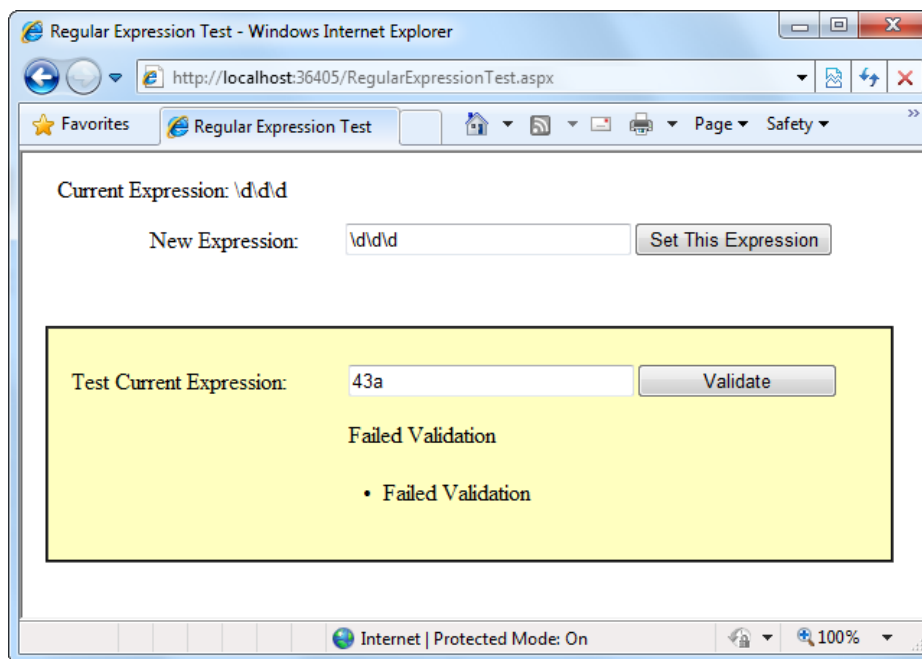 Regular Expression Test - Windows Internet Explorer
http://localhost:36405/RegularExpressionTest.aspx
Favorites Regular Expression Test Page Safety »
Current Expression: \d\d\d
New Expression: \d\d\d Set This Expression
Test Current Expression: 43a Validate
Failed Validation
• Failed Validation
Internet | Protected Mode: On 100%